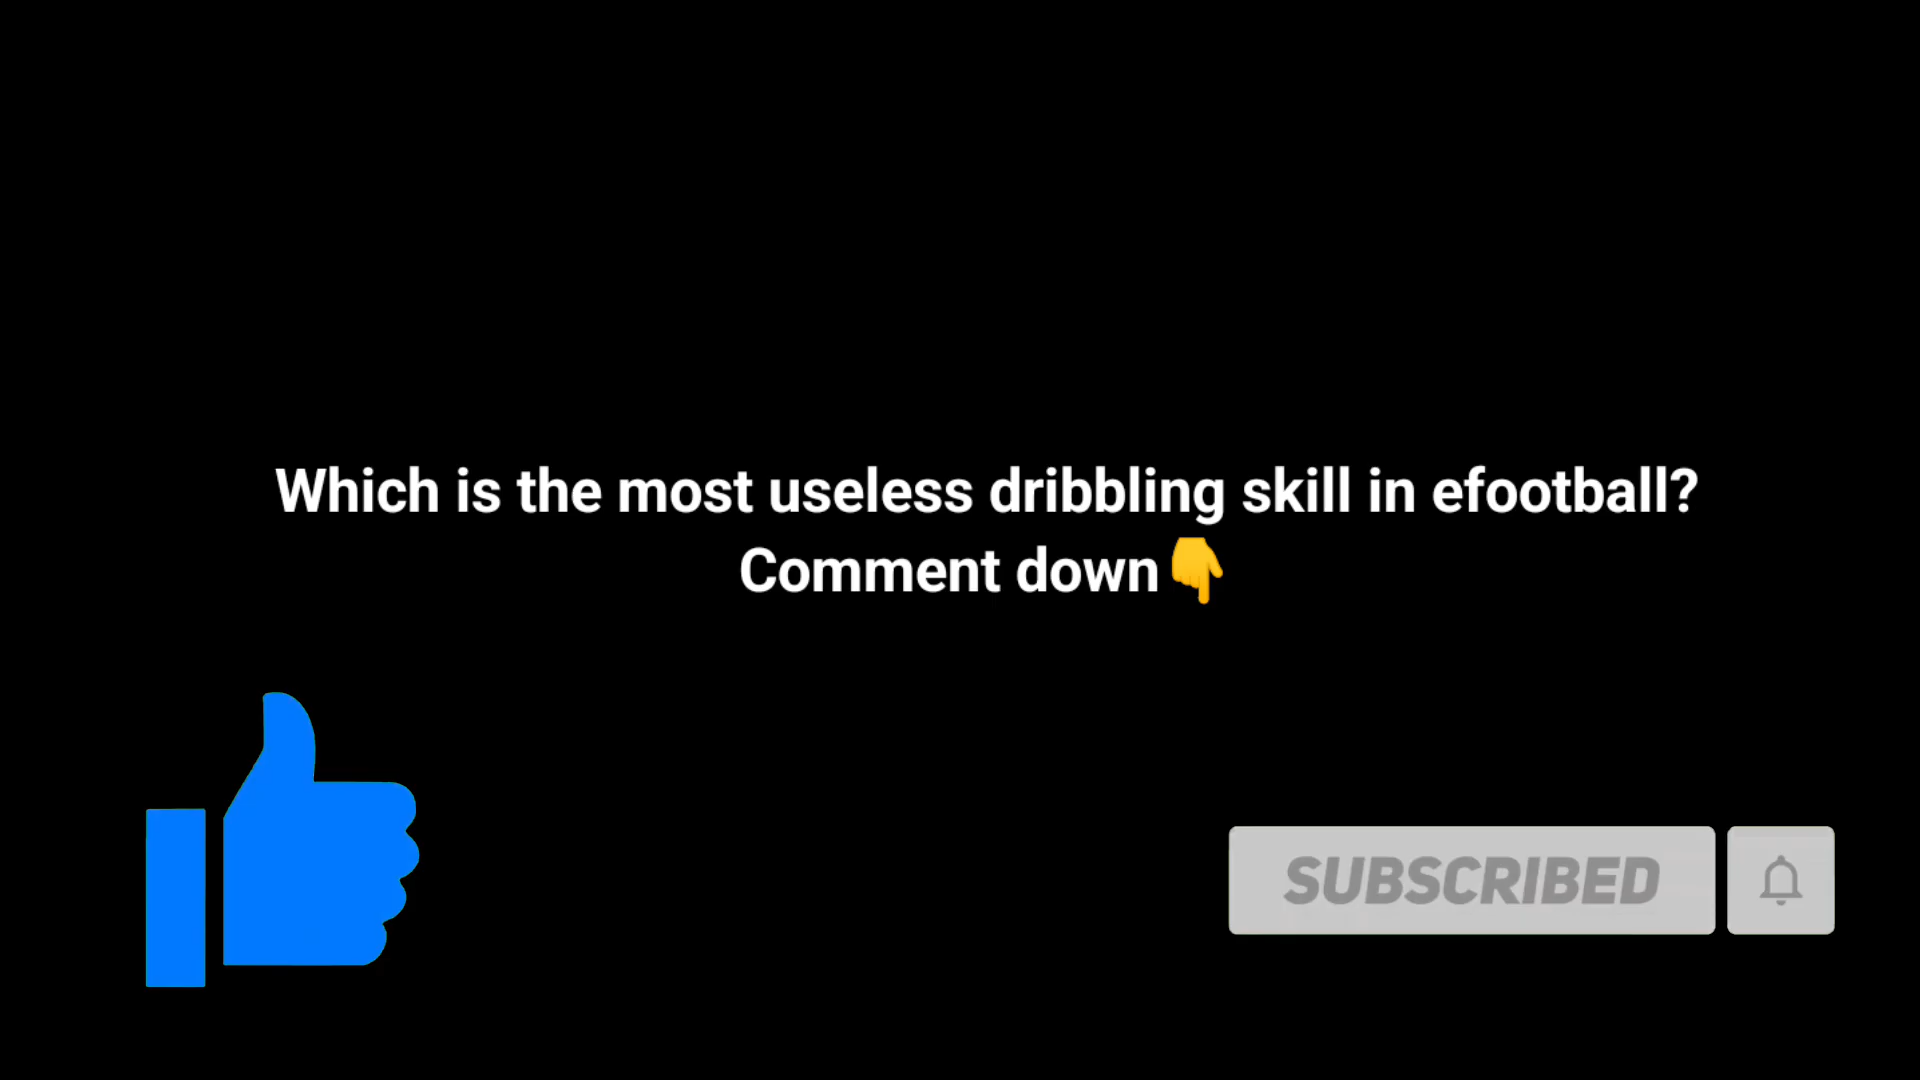 Which is the most useless dribbling skill in efootball?
Comment down👇
SUBSCRIBED